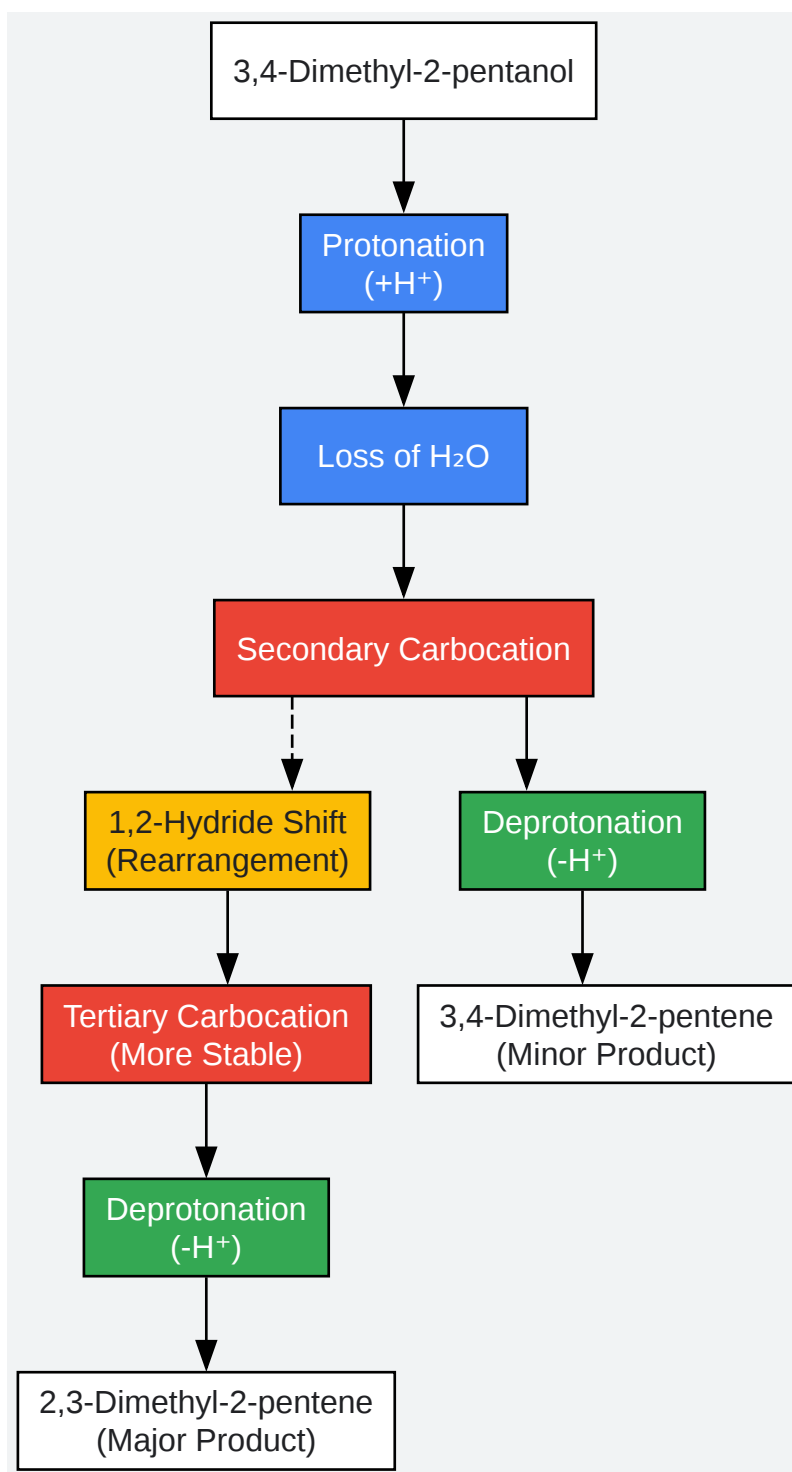 3,4-Dimethyl-2-pentanol
Protonation
(+H⁺)
Loss of H₂O
Secondary Carbocation
1,2-Hydride Shift
(Rearrangement)
Deprotonation
(-H⁺)
Tertiary Carbocation
(More Stable)
3,4-Dimethyl-2-pentene
(Minor Product)
Deprotonation
(-H⁺)
2,3-Dimethyl-2-pentene
(Major Product)